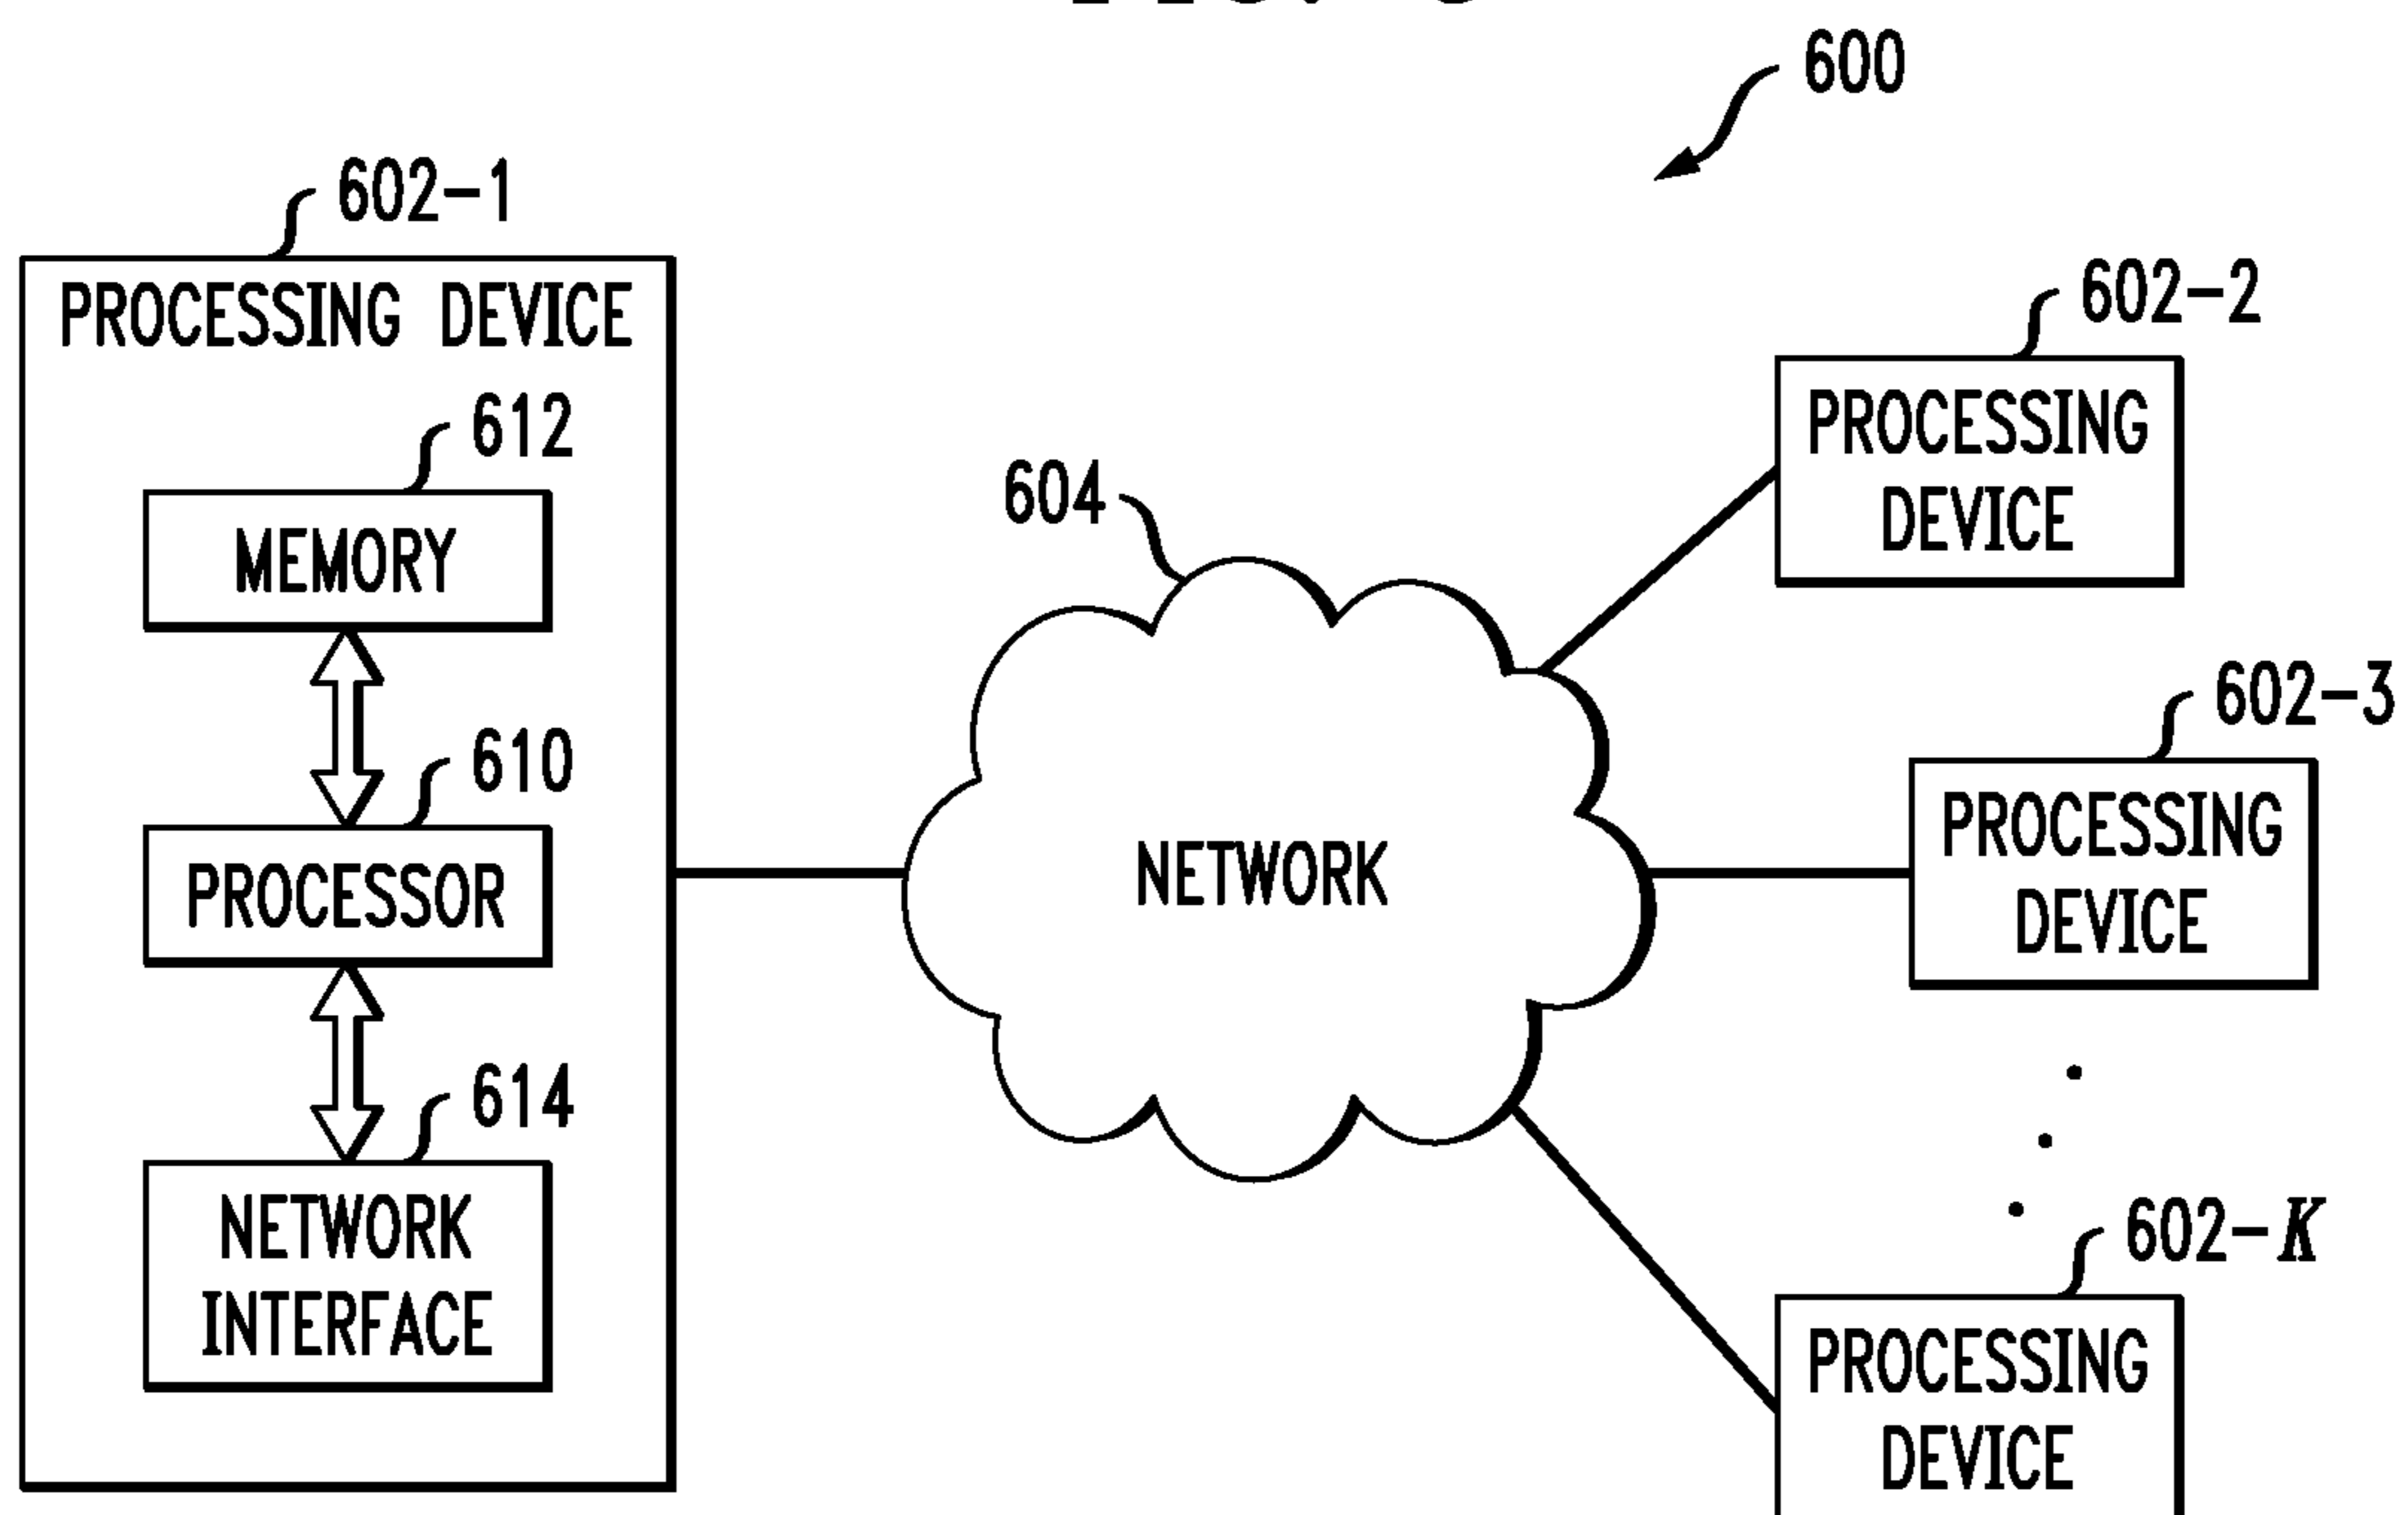 600
602-1
PROCESSING DEVICE
612
MEMORY
610
PROCESSOR
614
NETWORK
INTERFACE
604
NETWORK
602-2
PROCESSING
DEVICE
602-3
PROCESSING
DEVICE
602-K
PROCESSING
DEVICE